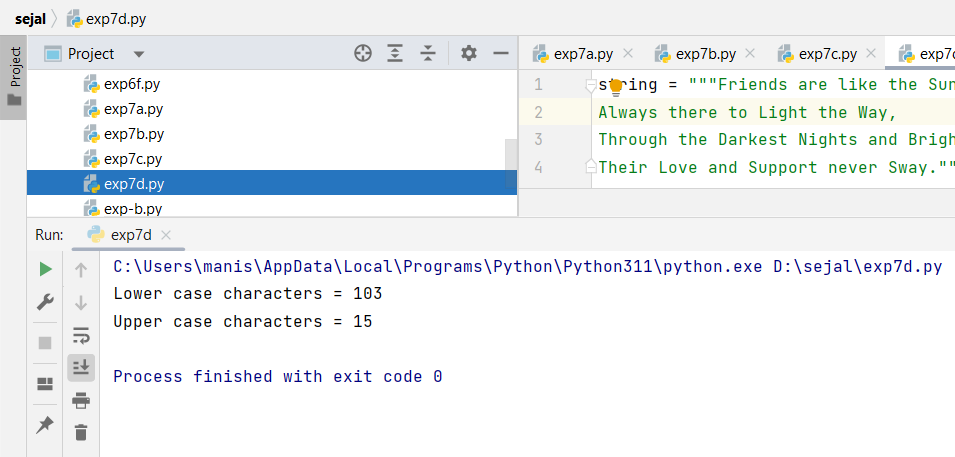 sejal exp7d.py
Project
Project
exp6f.py
exp7a.py
exp7b.py
exp7c.py
exp7d.py
exp-b.py
exp7a.py exp7b.py exp7c.py exp7
1 string = """Friends are like the Sun
2 Always there to Light the Way,
3 Through the Darkest Nights and Brigh
4 Their Love and Support never Sway.""
Run: exp7d
C:\Users\manis\AppData\Local\Programs\Python\Python311\python.exe D:\sejal\exp7d.py
Lower case characters = 103
Upper case characters = 15
Process finished with exit code 0